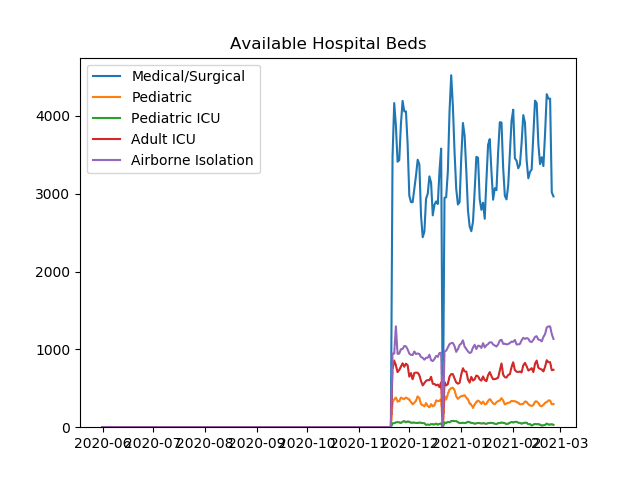 Available Hospital Beds
Medical/Surgical
Pediatric
Pediatric ICU
Adult ICU
Airborne Isolation
4000
3000
2000
1000
0
2020-06 2020-07 2020-08 2020-09 2020-10 2020-11 2020-12 2021-01 2021-02 2021-03